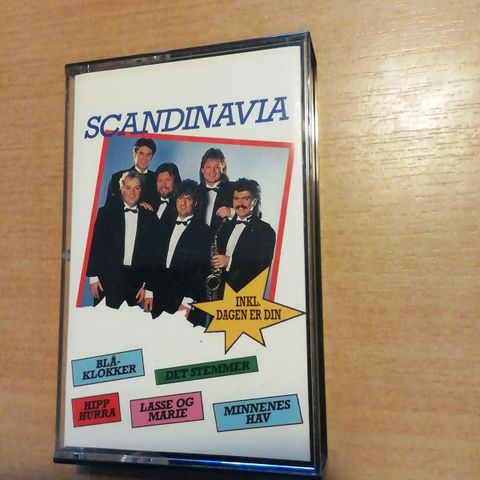 SCANDINAVIA
INKL.
DAGEN ER DIN
BLÅ-
KLOKKER
DET STEMMER
HIPP
HURRA
LASSE OG
MARIE
MINNENES
HAV